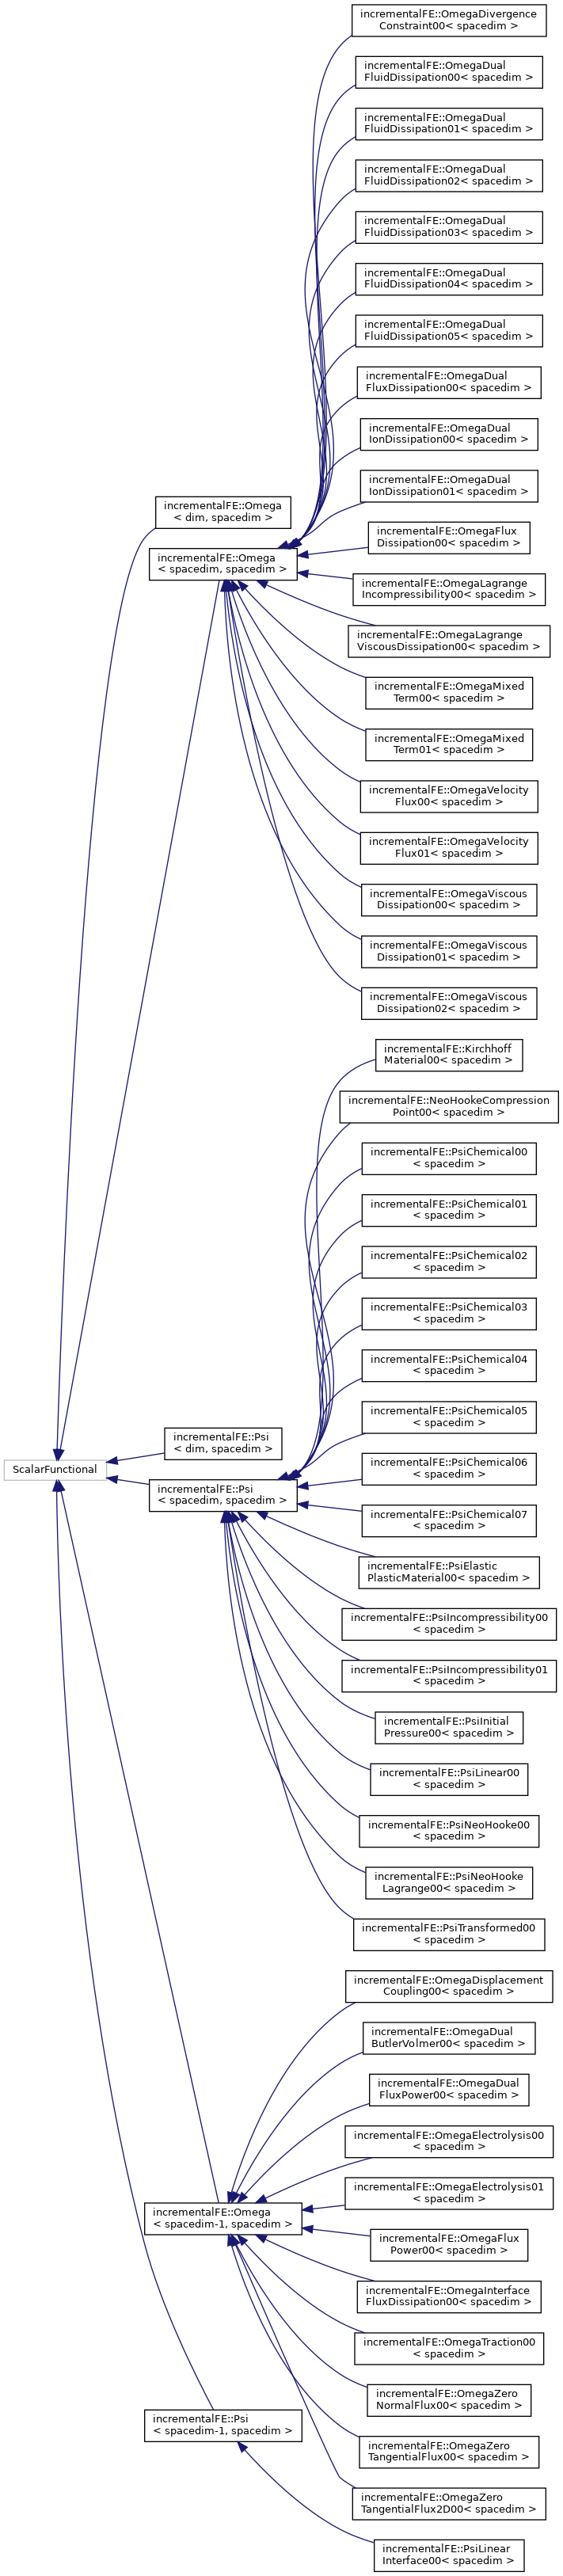 incrementalFE::OmegaDivergence
Constraint00< spacedim >
incrementalFE::OmegaDual
FluidDissipation00< spacedim >
incrementalFE::OmegaDual
FluidDissipation01< spacedim >
incrementalFE::OmegaDual
FluidDissipation02< spacedim >
incrementalFE::OmegaDual
FluidDissipation03< spacedim >
incrementalFE::OmegaDual
FluidDissipation04< spacedim >
incrementalFE::OmegaDual
FluidDissipation05< spacedim >
incrementalFE::OmegaDual
FluxDissipation00< spacedim >
incrementalFE::OmegaDual
IonDissipation00< spacedim >
incrementalFE::OmegaDual
IonDissipation01< spacedim >
incrementalFE::Omega
< dim, spacedim >
incrementalFE::OmegaFlux
Dissipation00< spacedim >
incrementalFE::Omega
< spacedim, spacedim >
incrementalFE::OmegaLagrange
Incompressibility00< spacedim >
incrementalFE::OmegaLagrange
ViscousDissipation00< spacedim >
incrementalFE::OmegaMixed
Term00< spacedim >
incrementalFE::OmegaMixed
Term01< spacedim >
incrementalFE::OmegaVelocity
Flux00< spacedim >
incrementalFE::OmegaVelocity
Flux01< spacedim >
incrementalFE::OmegaViscous
Dissipation00< spacedim >
incrementalFE::OmegaViscous
Dissipation01< spacedim >
incrementalFE::OmegaViscous
Dissipation02< spacedim >
incrementalFE::Kirchhoff
Material00< spacedim >
incrementalFE::NeoHookeCompression
Point00< spacedim >
incrementalFE::PsiChemical00
< spacedim >
incrementalFE::PsiChemical01
< spacedim >
incrementalFE::PsiChemical02
< spacedim >
incrementalFE::PsiChemical03
< spacedim >
incrementalFE::PsiChemical04
< spacedim >
incrementalFE::PsiChemical05
< spacedim >
incrementalFE::Psi
< dim, spacedim >
ScalarFunctional
incrementalFE::PsiChemical06
< spacedim >
incrementalFE::Psi
< spacedim, spacedim >
incrementalFE::PsiChemical07
< spacedim >
incrementalFE::PsiElastic
PlasticMaterial00< spacedim >
incrementalFE::PsiIncompressibility00
< spacedim >
incrementalFE::PsiIncompressibility01
< spacedim >
incrementalFE::PsiInitial
Pressure00< spacedim >
incrementalFE::PsiLinear00
< spacedim >
incrementalFE::PsiNeoHooke00
< spacedim >
incrementalFE::PsiNeoHooke
Lagrange00< spacedim >
incrementalFE::PsiTransformed00
< spacedim >
incrementalFE::OmegaDisplacement
Coupling00< spacedim >
incrementalFE::OmegaDual
ButlerVolmer00< spacedim >
incrementalFE::OmegaDual
FluxPower00< spacedim >
incrementalFE::OmegaElectrolysis00
< spacedim >
incrementalFE::OmegaElectrolysis01
< spacedim >
incrementalFE::Omega
< spacedim-1, spacedim >
incrementalFE::OmegaFlux
Power00< spacedim >
incrementalFE::OmegaInterface
FluxDissipation00< spacedim >
incrementalFE::OmegaTraction00
< spacedim >
incrementalFE::OmegaZero
NormalFlux00< spacedim >
incrementalFE::Psi
< spacedim-1, spacedim >
incrementalFE::OmegaZero
TangentialFlux00< spacedim >
incrementalFE::OmegaZero
TangentialFlux2D00< spacedim >
incrementalFE::PsiLinear
Interface00< spacedim >